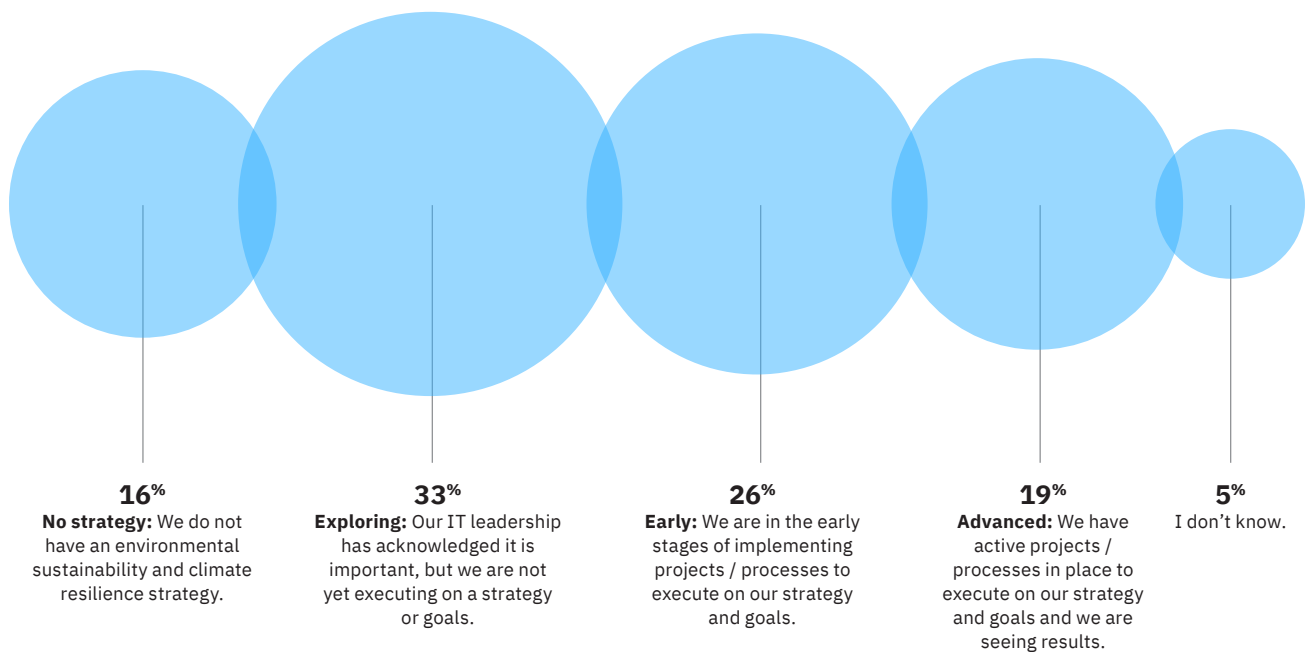 16%
No strategy: We do not
have an environmental
sustainability and climate
resilience strategy.
33%
Exploring: Our IT leadership
has acknowledged it is
important, but we are not
yet executing on a strategy
or goals.
26%
Early: We are in the early
stages of implementing
projects / processes to
execute on our strategy
and goals.
19%
Advanced: We have
active projects /
processes in place to
execute on our strategy
and goals and we are
seeing results.
5%
I don’t know.